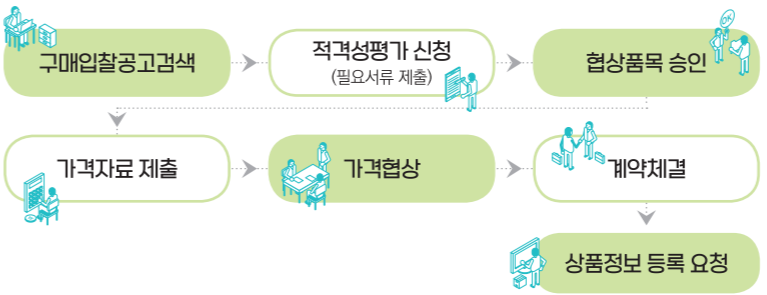 구매입찰공고검색
적격성평가 신청
(필요서류 제출)
협상품목 승인
가격자료 제출
가격협상
계약체결
상품정보 등록 요청